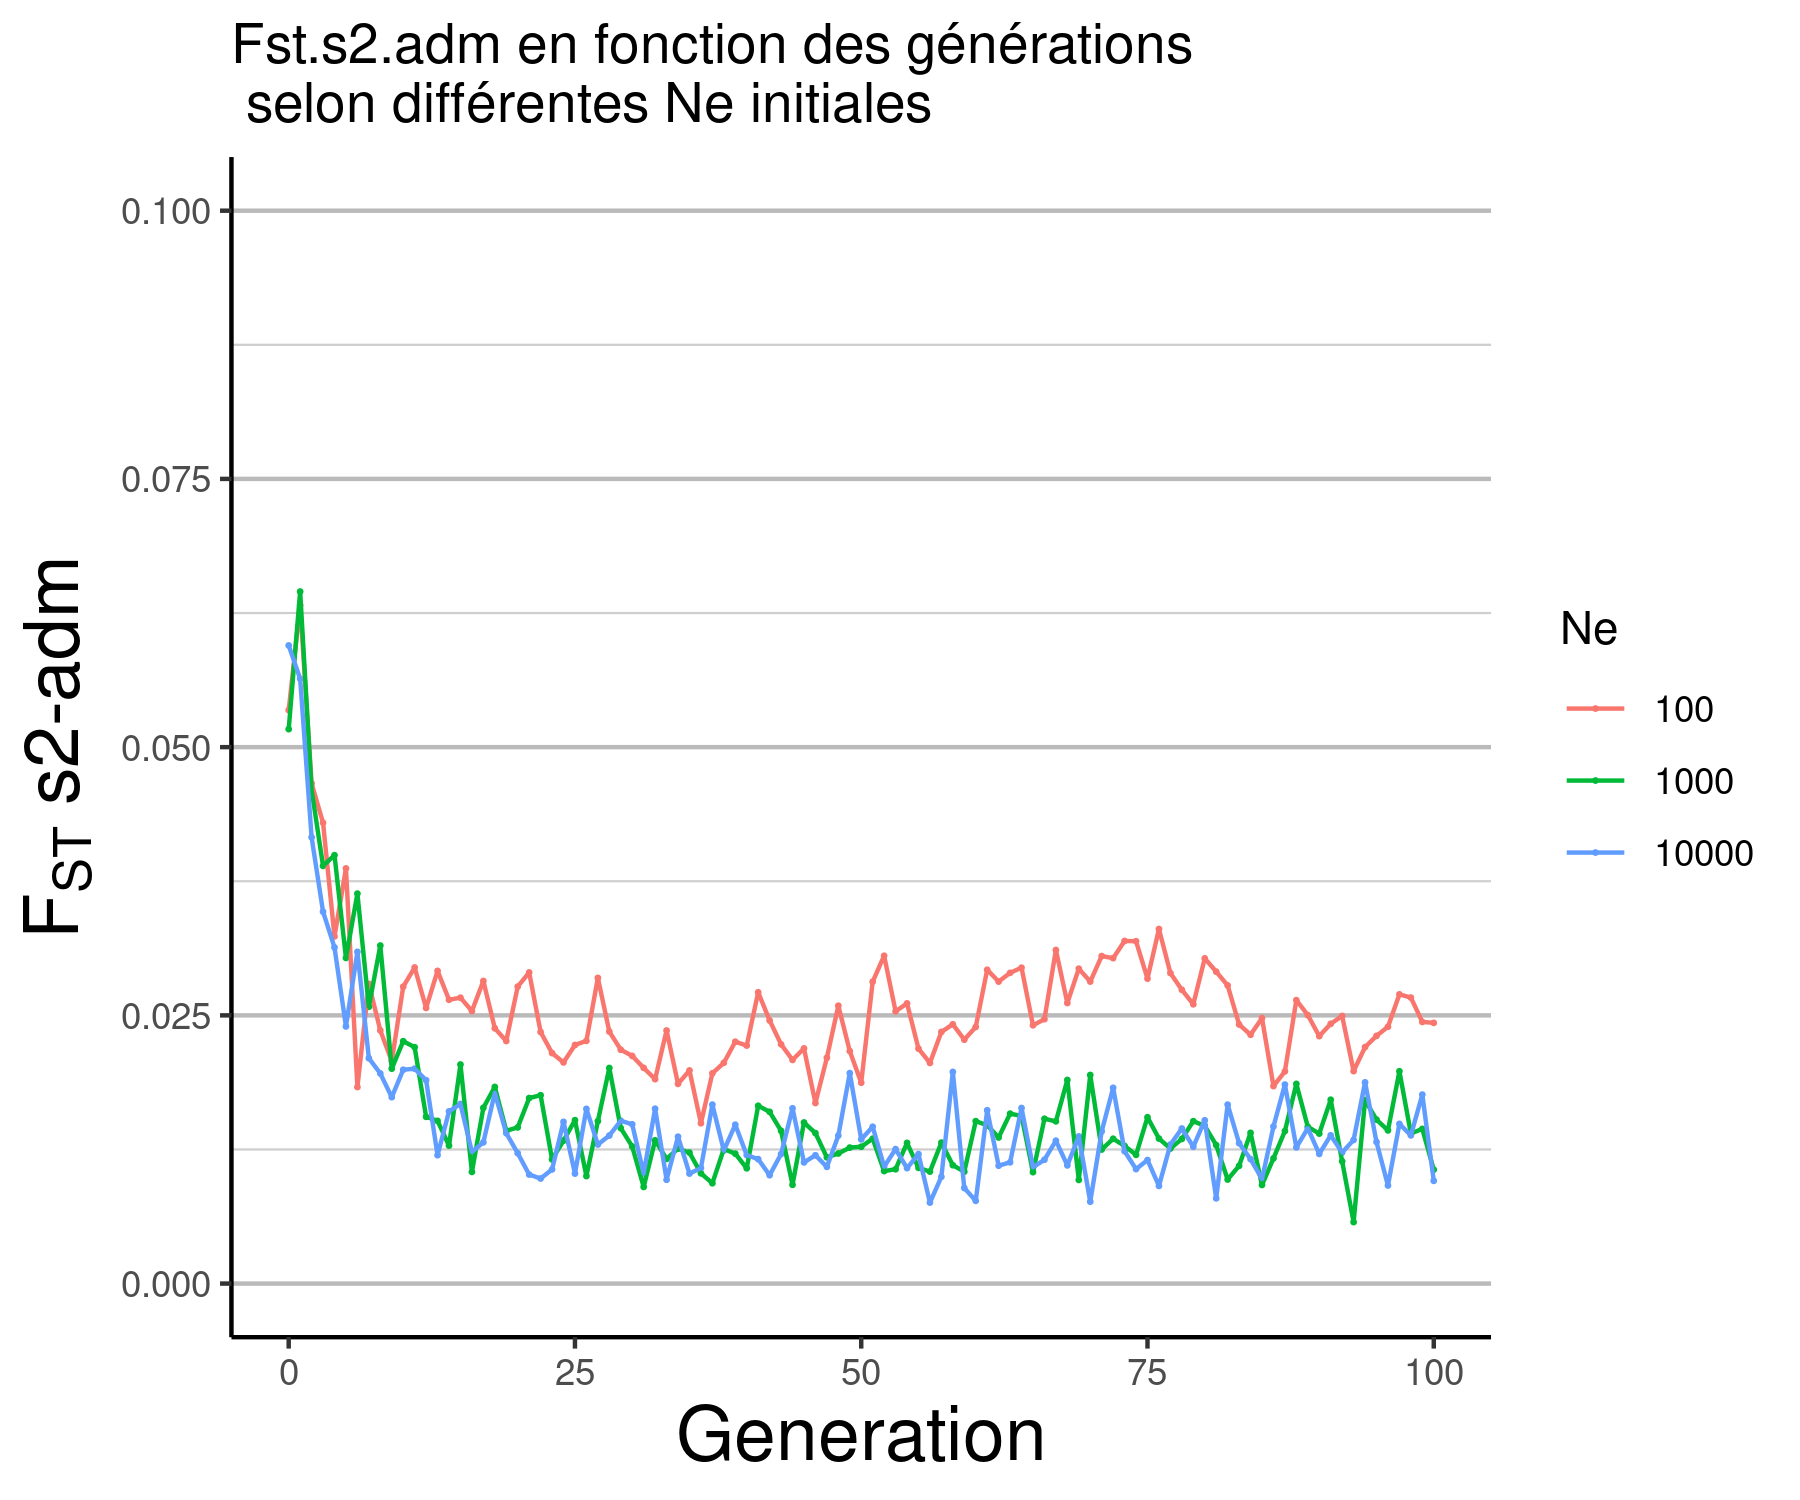 Fst.s2.adm en fonction des générations
selon différentes Ne initiales
0.100
0.075
0.050
0.025
0.000
FST s2-adm
0 25 50 75 100
Generation
Ne
100
1000
10000